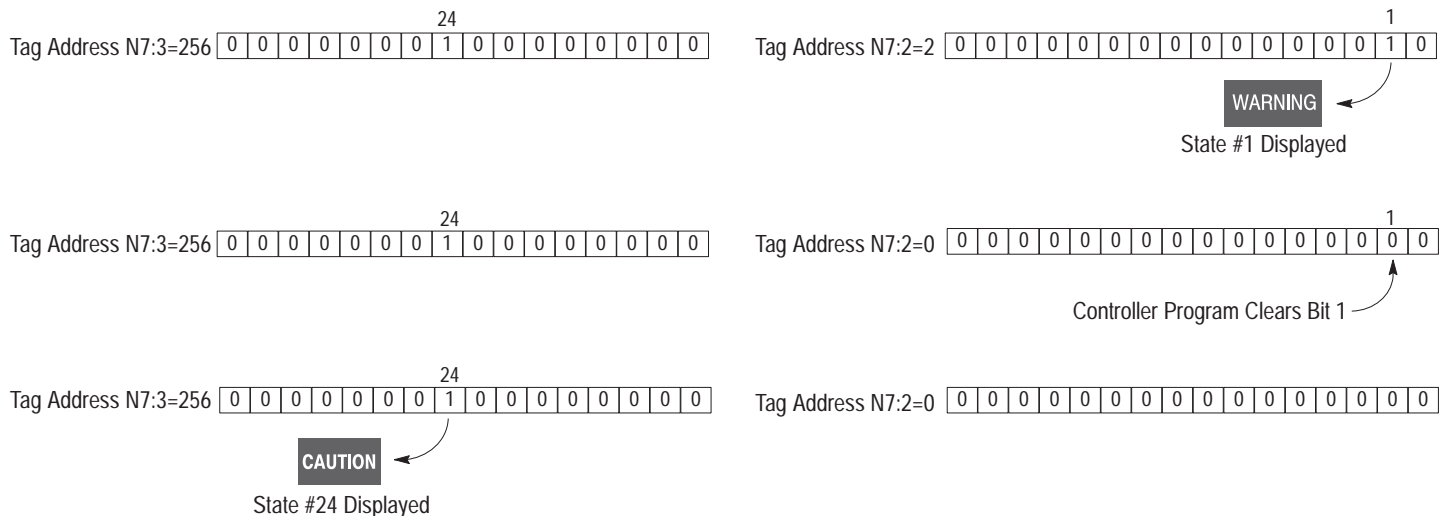 24
Tag Address N7:3=256 0 0 0 0 0 0 0 1 0 0 0 0 0 0 0 0
1
Tag Address N7:2=2 0 0 0 0 0 0 0 0 0 0 0 0 0 0 1 0
WARNING
State #1 Displayed
24
Tag Address N7:3=256 0 0 0 0 0 0 0 1 0 0 0 0 0 0 0 0
1
Tag Address N7:2=0 0 0 0 0 0 0 0 0 0 0 0 0 0 0 0 0
Controller Program Clears Bit 1
24
Tag Address N7:3=256 0 0 0 0 0 0 0 1 0 0 0 0 0 0 0 0
Tag Address N7:2=0 0 0 0 0 0 0 0 0 0 0 0 0 0 0 0 0
CAUTION
State #24 Displayed